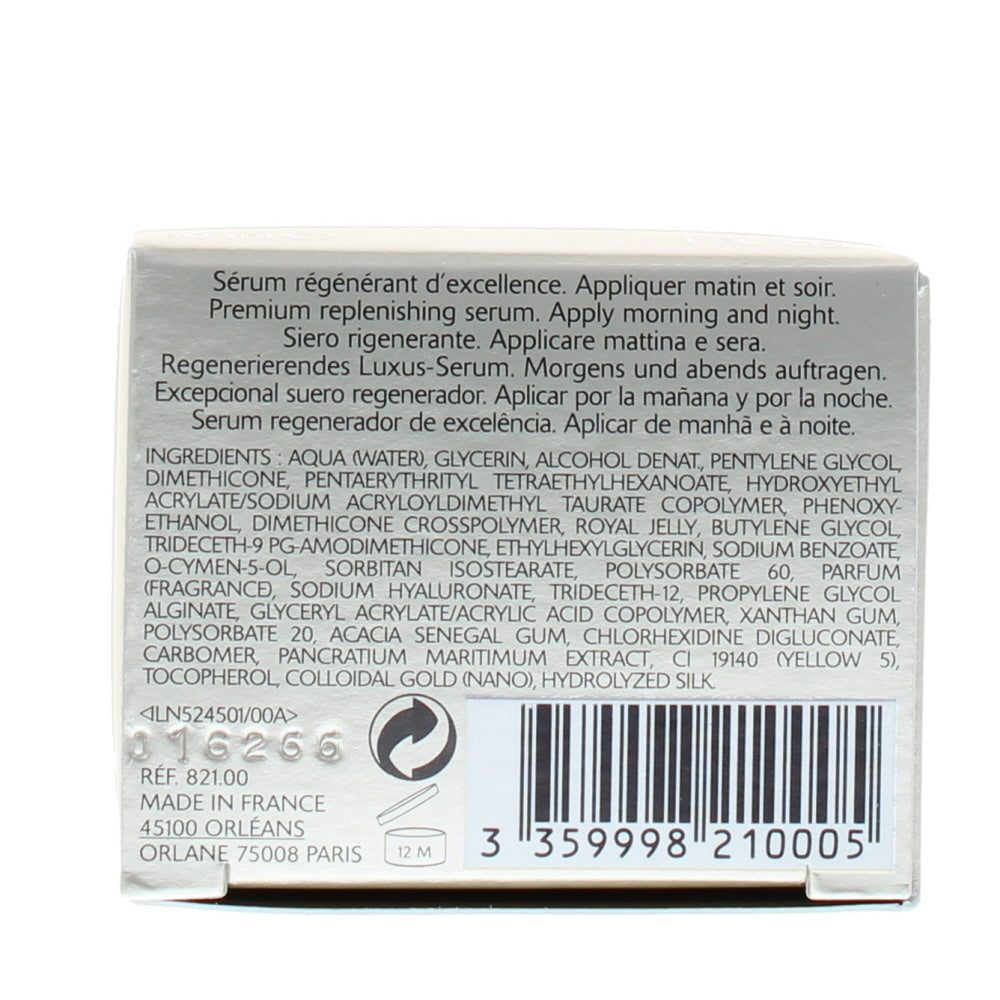 Sérum régénérant d'excellence. Appliquer matin et soir.
Premium replenishing serum. Apply morning and night.
Siero rigenerante. Applicare mattina e sera.
Regenerierendes Luxus-Serum. Morgens und abends auftragen.
Excepcional suero regenerador. Aplicar por la mañana y por la noche.
Serum regenerador de excelência. Aplicar de manhã e à noite.
INGREDIENTS : AQUA (WATER), GLYCERIN, ALCOHOL DENAT., PENTYLENE GLYCOL,
DIMETHICONE, PENTAERYTHRITYL TETRAETHYLHEXANOATE, HYDROXYETHYL
ACRYLATE/SODIUM ACRYLOYLDIMETHYL TAURATE COPOLYMER, PHENOXY-
ETHANOL, DIMETHICONE CROSSPOLYMER, ROYAL JELLY, BUTYLENE GLYCOL,
TRIDECETH-9 PG-AMODIMETHICONE, ETHYLHEXYLGLYCERIN, SODIUM BENZOATE,
O-CYMEN-5-OL, SORBITAN ISOSTEARATE, POLYSORBATE 60, PARFUM
(FRAGRANCE), SODIUM HYALURONATE, TRIDECETH-12, PROPYLENE GLYCOL
ALGINATE, GLYCERYL ACRYLATE/ACRYLIC ACID COPOLYMER, XANTHAN GUM,
POLYSORBATE 20, ACACIA SENEGAL GUM, CHLORHEXIDINE DIGLUCONATE,
CARBOMER, PANCRATIUM MARITIMUM EXTRACT, CI 19140 (YELLOW 5),
TOCOPHEROL, COLLOIDAL GOLD (NANO), HYDROLYZED SILK.
<ILN524501/00A>
16266
RÉF. 821.00
MADE IN FRANCE
45100 ORLÉANS
ORLANE 75008 PARIS
12 M
3 359998 210005